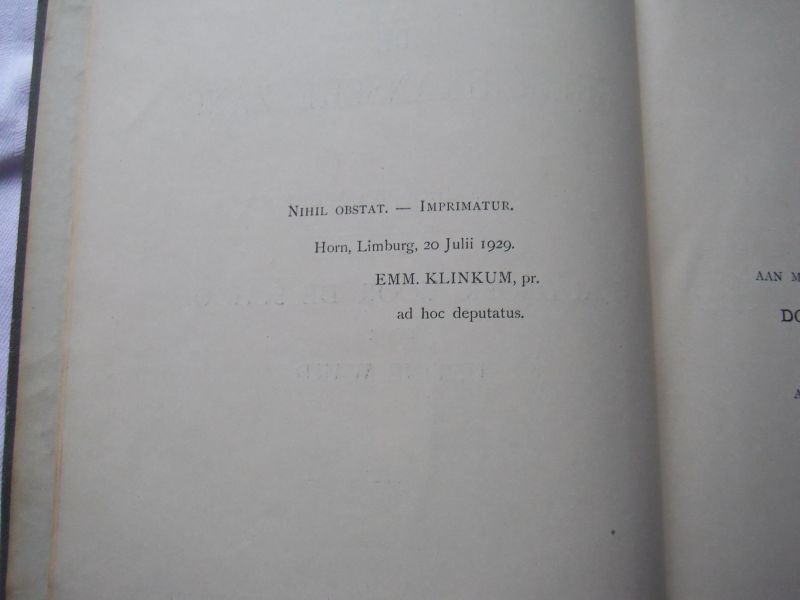 NIHIL OBSTAT. — IMPRIMATUR.
Horn, Limburg, 20 Julii 1929.
EMM. KLINKUM, pr.
ad hoc deputatus.
AAN M
DO
A